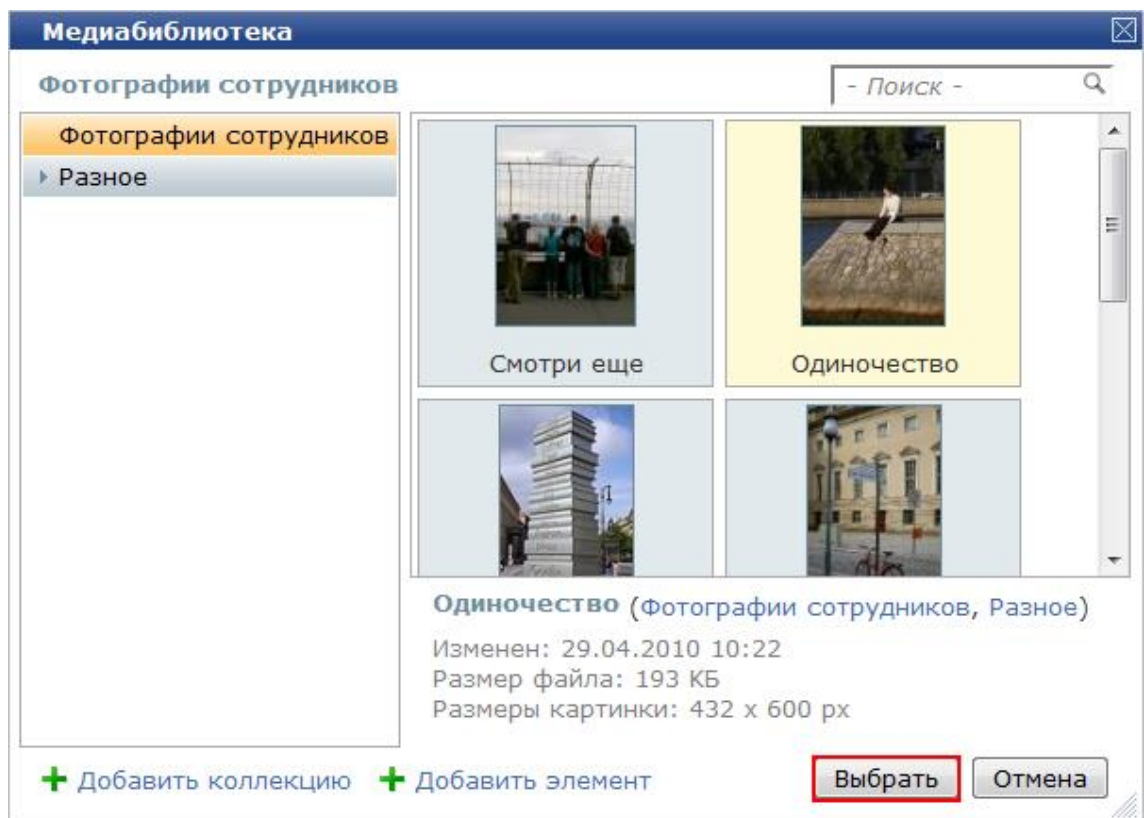 Медиабиблиотека
Фотографии сотрудников
- Поиск -
Фотографии сотрудников
Разное
Смотри еще
Одиночество
Одиночество (Фотографии сотрудников, Разное)
Изменен: 29.04.2010 10:22
Размер файла: 193 КБ
Размеры картинки: 432 x 600 px
Добавить коллекцию
Добавить элемент
Выбрать
Отмена